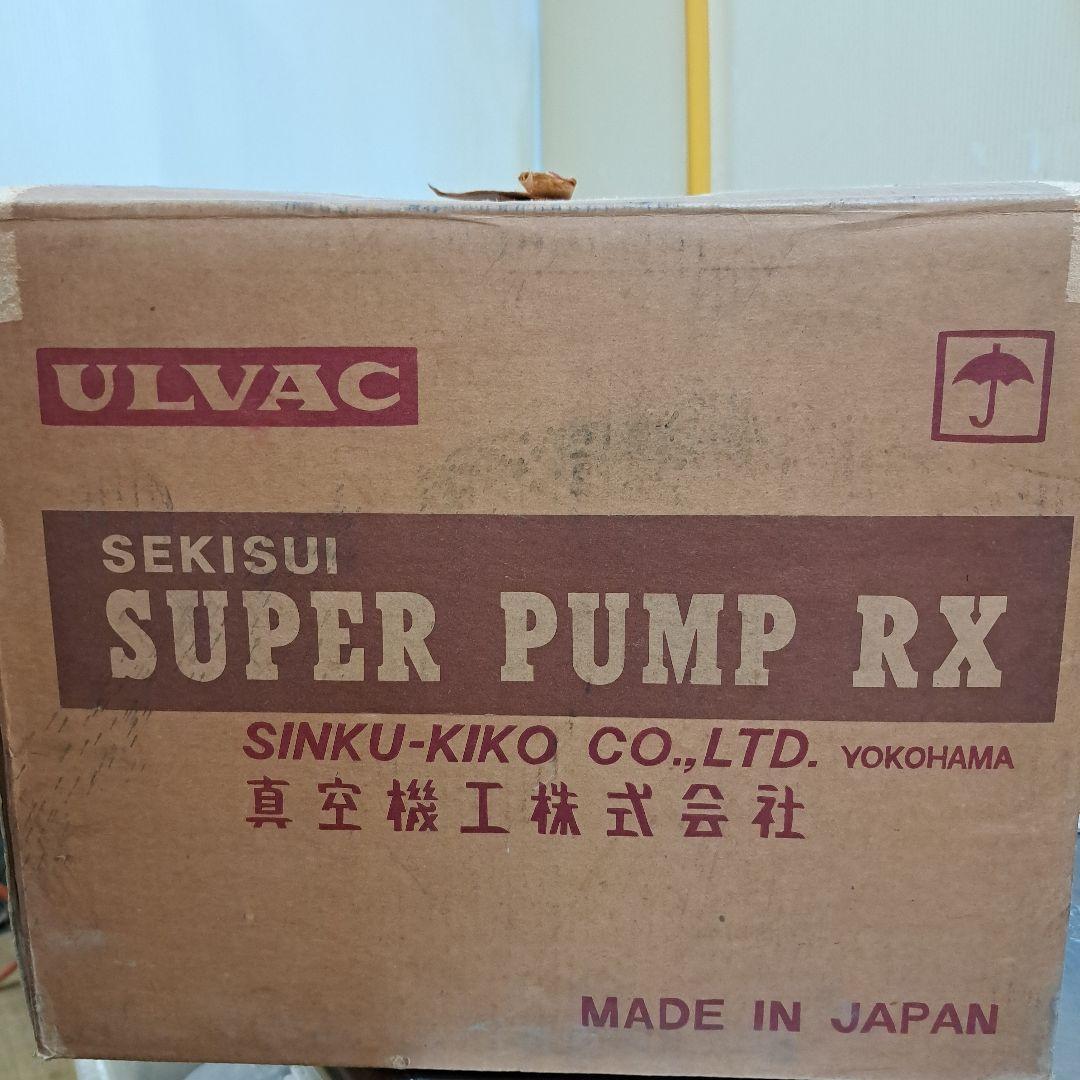 ULVAC
SEKISUI
SUPER PUMP RX
SINKU-KIKO CO.,LTD. YOKOHAMA
真空機工株式会社
MADE IN JAPAN